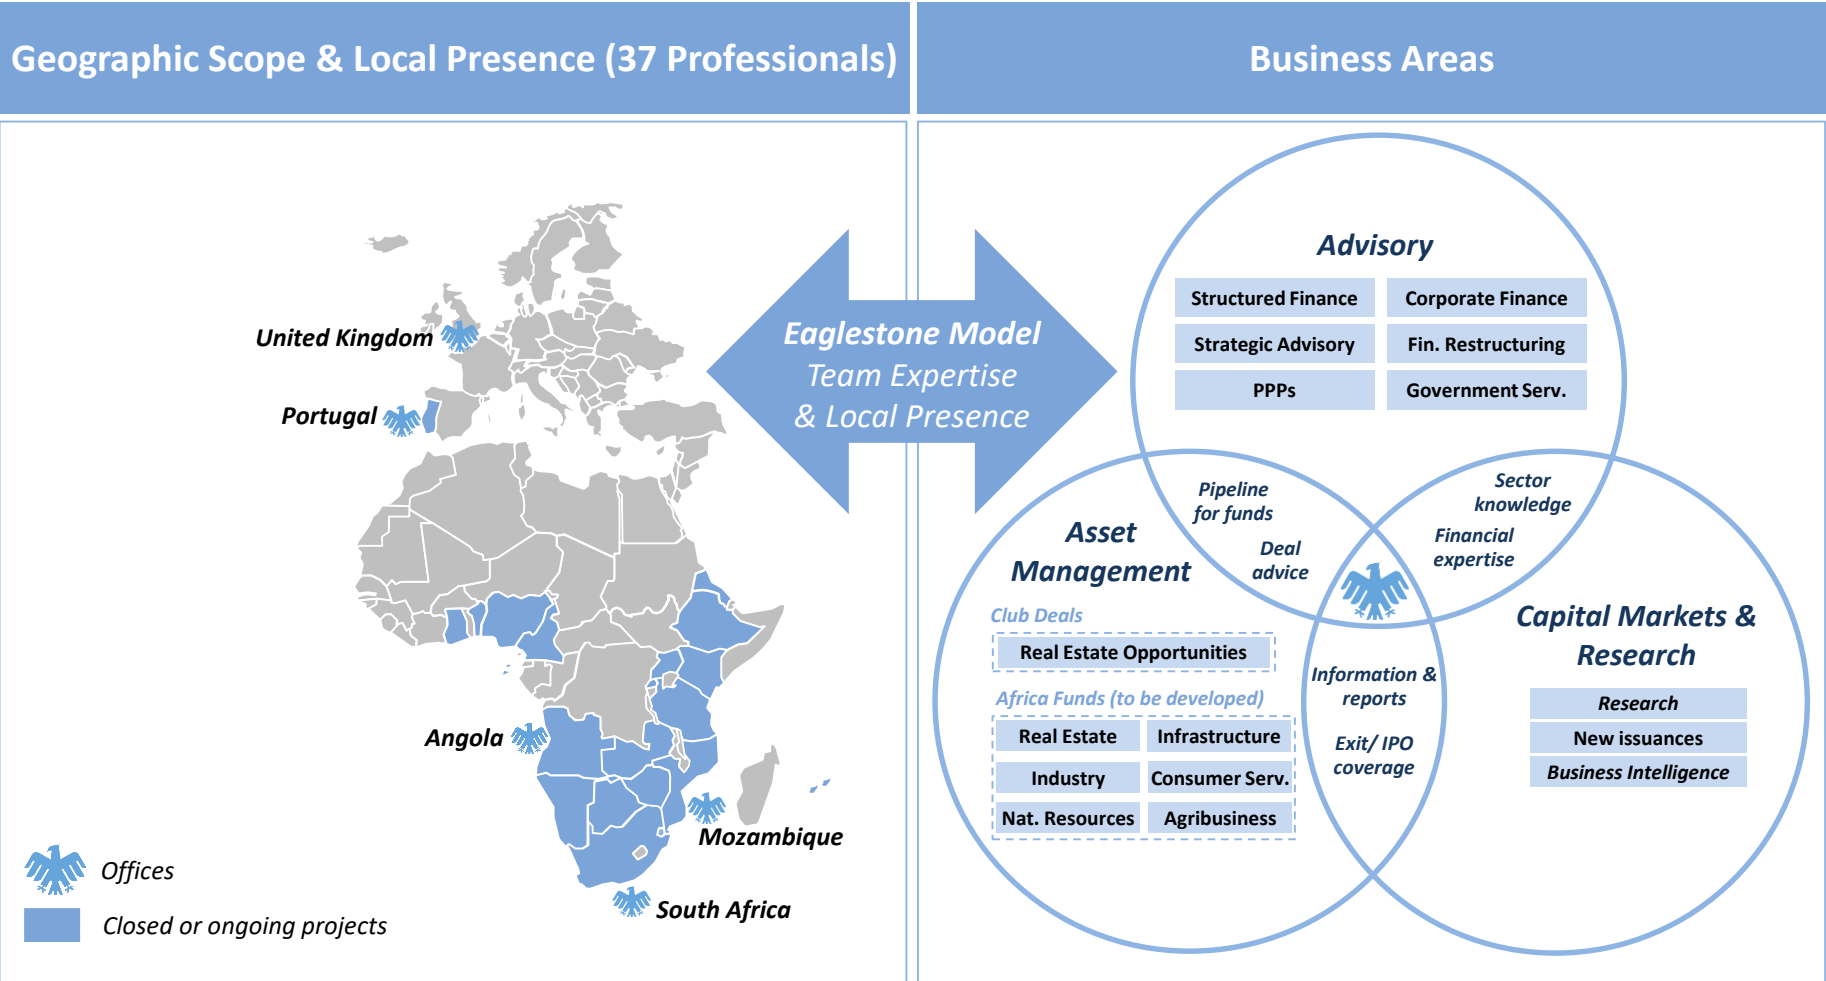 Geographic Scope & Local Presence (37 Professionals)
Business Areas
United Kingdom
Portugal
Angola
Mozambique
South Africa
Offices
Closed or ongoing projects
Eaglestone Model
Team Expertise
& Local Presence
Advisory
Structured Finance
Corporate Finance
Strategic Advisory
Fin. Restructuring
PPPs
Government Serv.
Pipeline
for funds
Deal
advice
Sector
knowledge
Financial
expertise
Asset
Management
Club Deals
Real Estate Opportunities
Africa Funds (to be developed)
Real Estate
Infrastructure
Industry
Consumer Serv.
Nat. Resources
Agribusiness
Information &
reports
Exit/ IPO
coverage
Capital Markets &
Research
Research
New issuances
Business Intelligence